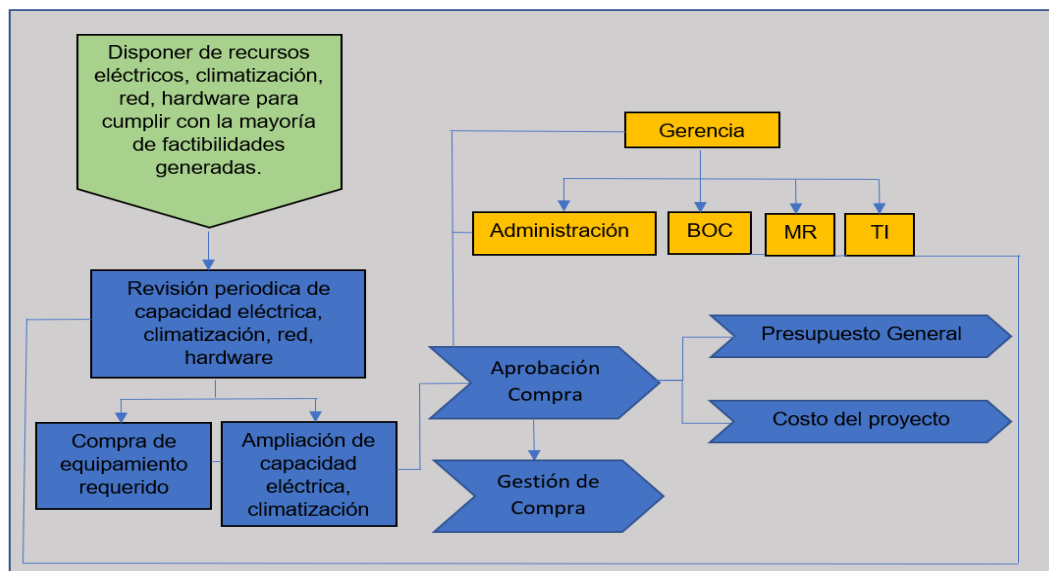 Disponer de recursos
eléctricos, climatización,
red, hardware para
cumplir con la mayoría
de factibilidades
generadas.
Gerencia
Administración
BOC
MR
TI
Revisión periodica de
capacidad eléctrica,
climatización, red,
hardware
Presupuesto General
Aprobación
Compra
Costo del proyecto
Compra de
equipamiento
requerido
Ampliación de
capacidad
eléctrica,
climatización
Gestión de
Compra